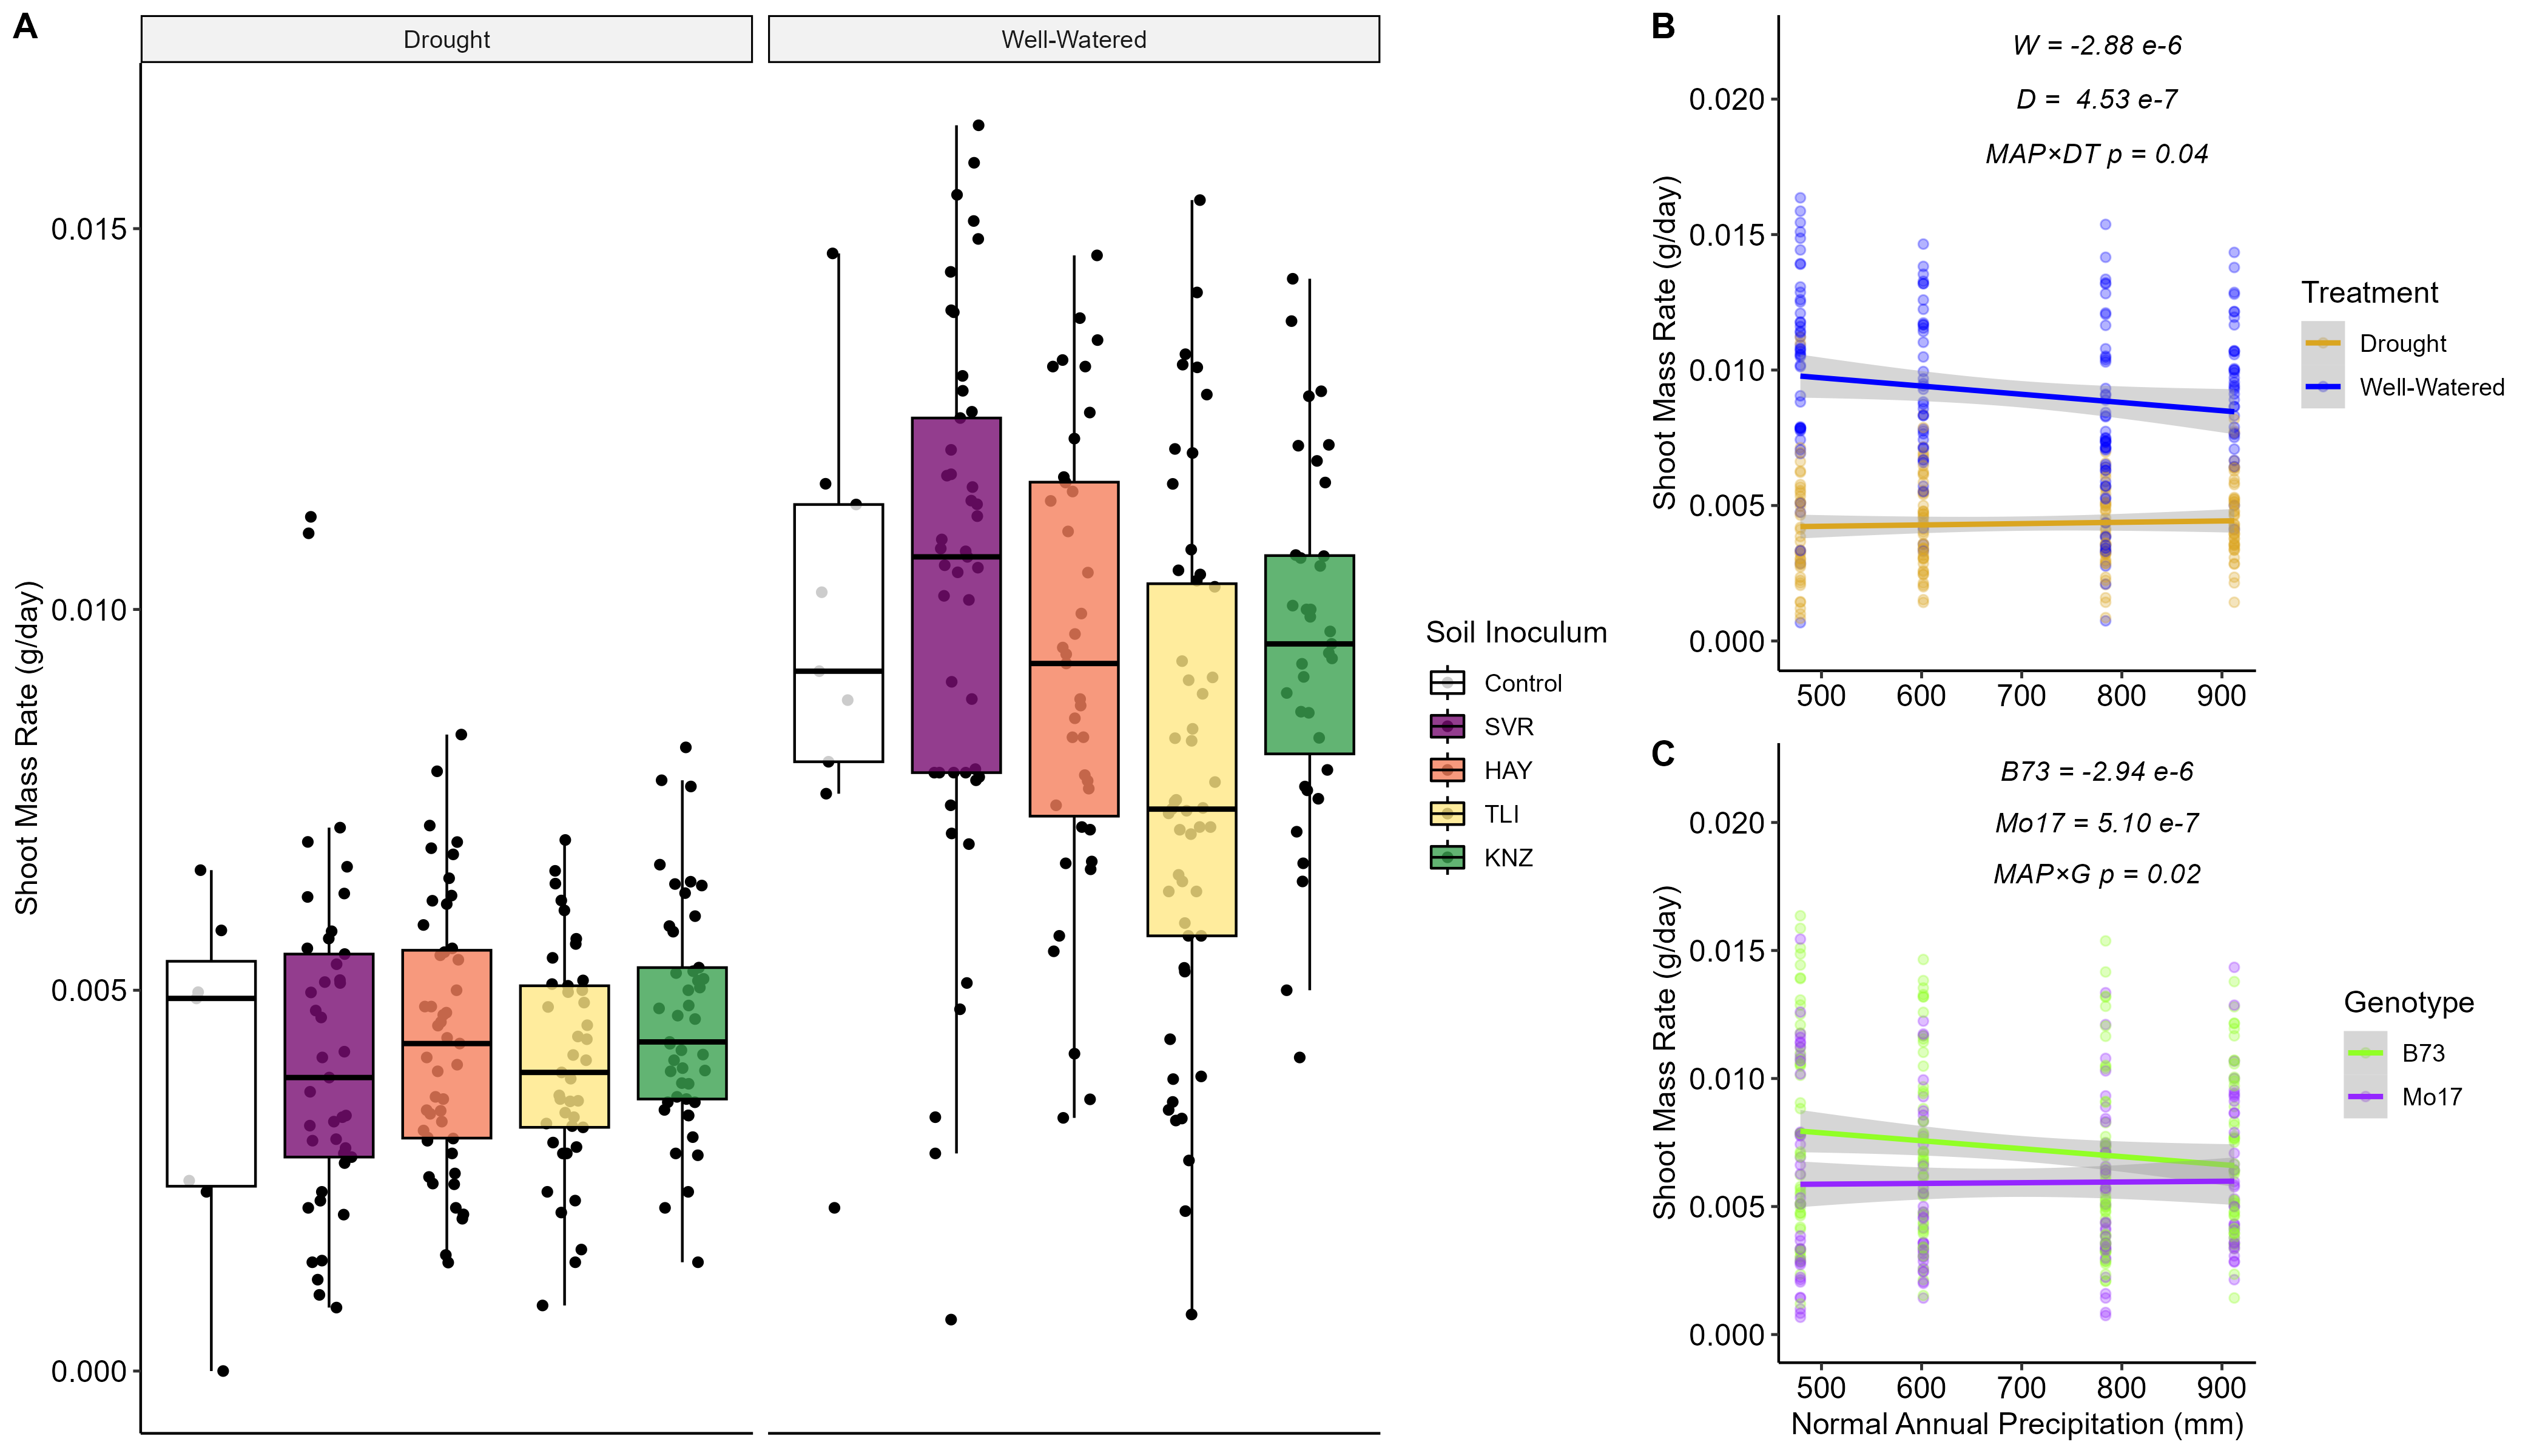 A
Drought
Well-Watered
Shoot Mass Rate (g/day)
0.015
0.010
0.005
0.000
Soil Inoculum
Control
SVR
HAY
TLI
KNZ
B
W = -2.88 e-6
D = 4.53 e-7
MAP×DT p = 0.04
Shoot Mass Rate (g/day)
0.020
0.015
0.010
0.005
0.000
500 600 700 800 900
Treatment
Drought
Well-Watered
C
B73 = -2.94 e-6
Mo17 = 5.10 e-7
MAP×G p = 0.02
Shoot Mass Rate (g/day)
0.020
0.015
0.010
0.005
0.000
500 600 700 800 900
Normal Annual Precipitation (mm)
Genotype
B73
Mo17